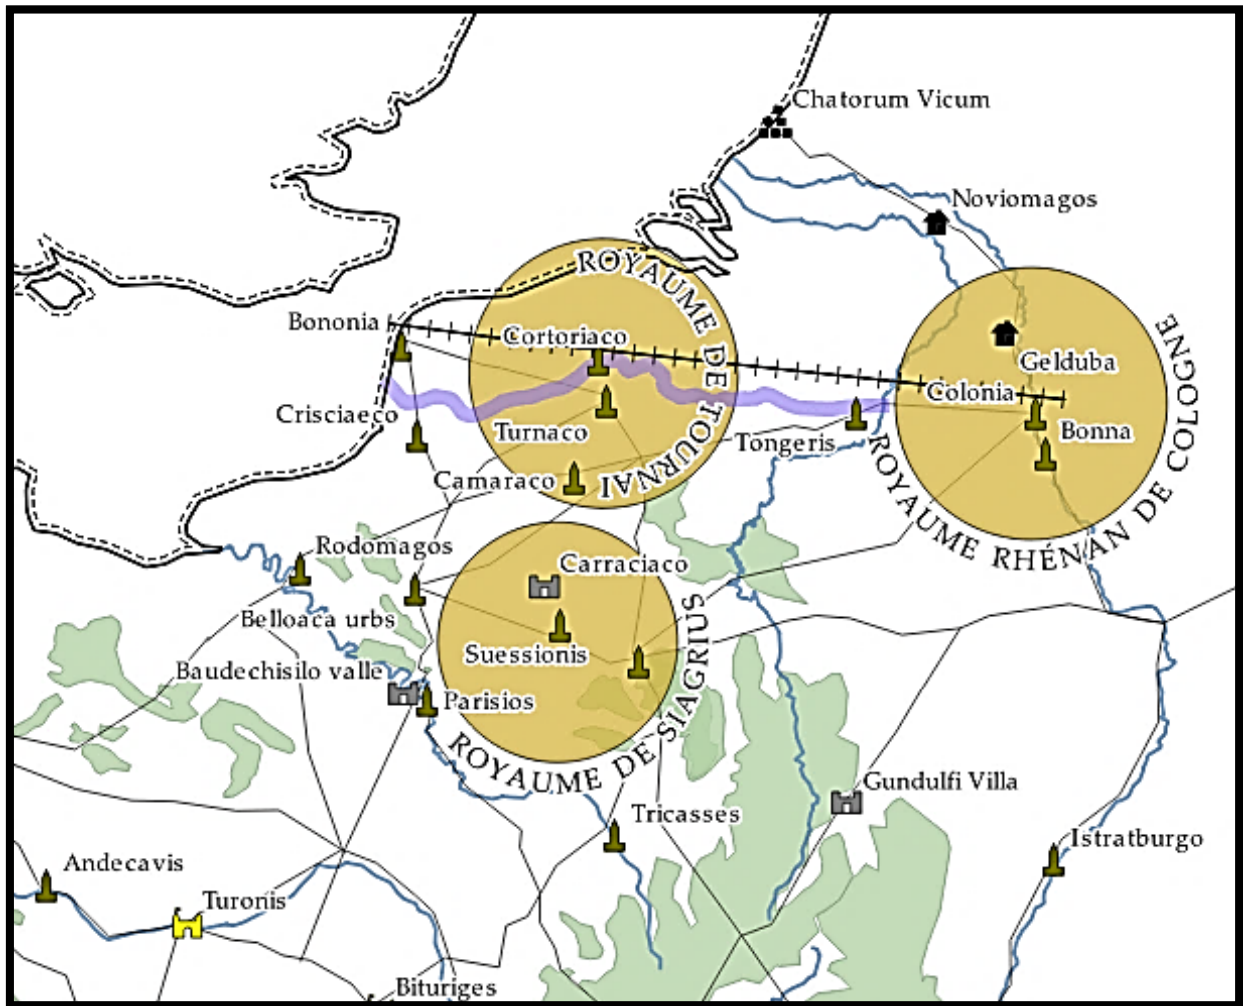 Chatorum Vicum
Noviomagos
ROYAUME DE TOURNAI
Bononia
Cortoriaco
Gelduba
ROYAUME RHÉNAN DE COLOGNE
Colonia
Crisciaeco
Turnaco
Tongeris
Bonna
Camaraco
Rodomagos
Carraciaco
Belloaca urbs
Suessionis
Baudechisilo valle
Parisios
ROYAUME DE SIAGRIUS
Gundulfi Villa
Tricasses
Istratburgo
Andecavis
Turonis
Bituriges